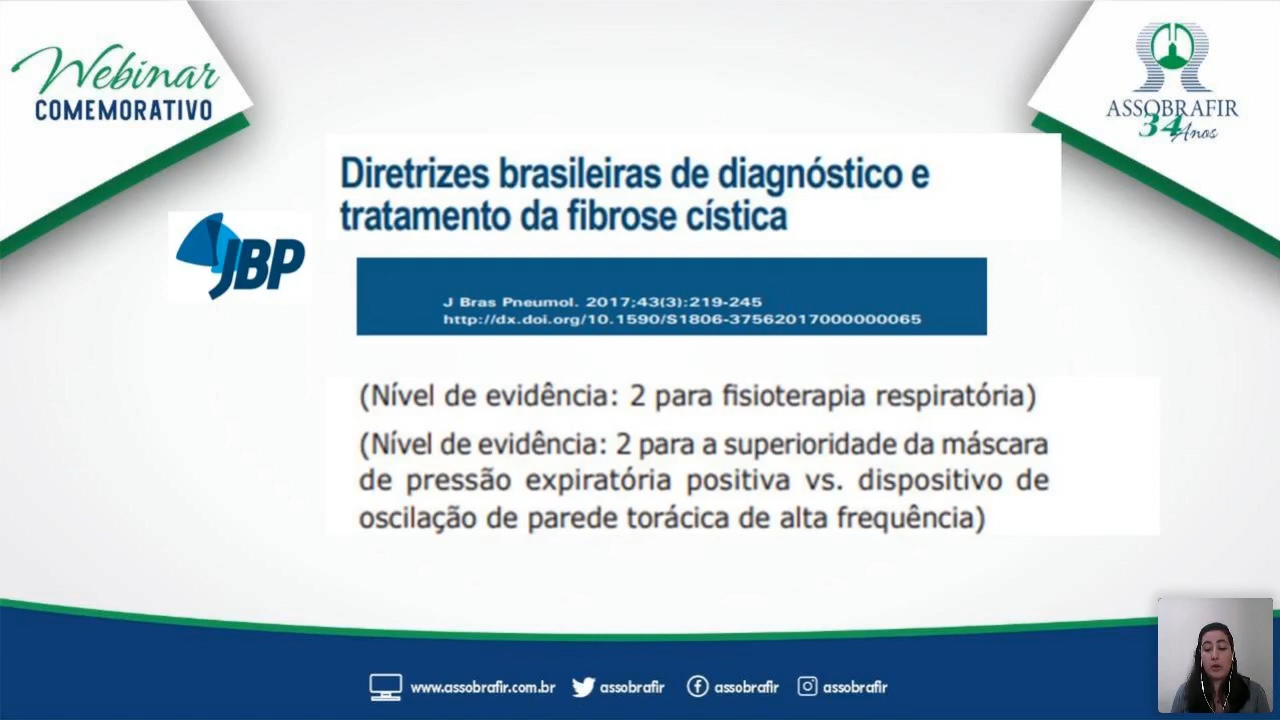 Webinar
COMEMORATIVO
ASSOBRAFIR
34 Anos
Diretrizes brasileiras de diagnóstico e
tratamento da fibrose cística
JBP
J Bras Pneumol. 2017;43(3):219-245
http://dx.doi.org/10.1590/S1806-37562017000000065
(Nível de evidência: 2 para fisioterapia respiratória)
(Nível de evidência: 2 para a superioridade da máscara
de pressão expiratória positiva vs. dispositivo de
oscilação de parede torácica de alta frequência)
www.assobrafir.com.br assobrafir assobrafir assobrafir